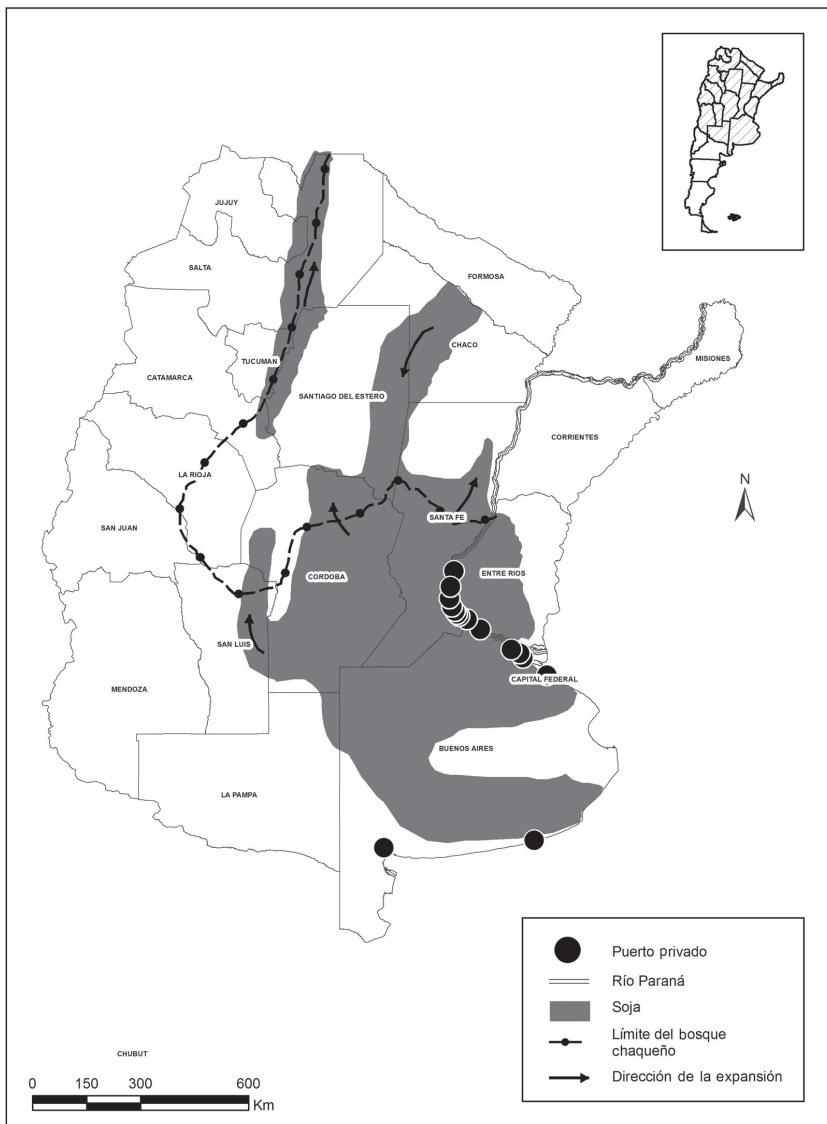 JUJUY
SALTA
FORMOSA
CHACO
MISIONES
TUCUMAN
CATAMARCA
SANTIAGO DEL ESTERO
CORRIENTES
LA RIOJA
N
SAN JUAN
SANTA FE
CORDOBA
ENTRE RIOS
SAN LUIS
CAPITAL FEDERAL
MENDOZA
BUENOS AIRES
LA PAMPA
Puerto privado
Río Paraná
Soja
Límite del bosque
chaqueño
Dirección de la expansión
CHUBUT
0 150 300 600
Km